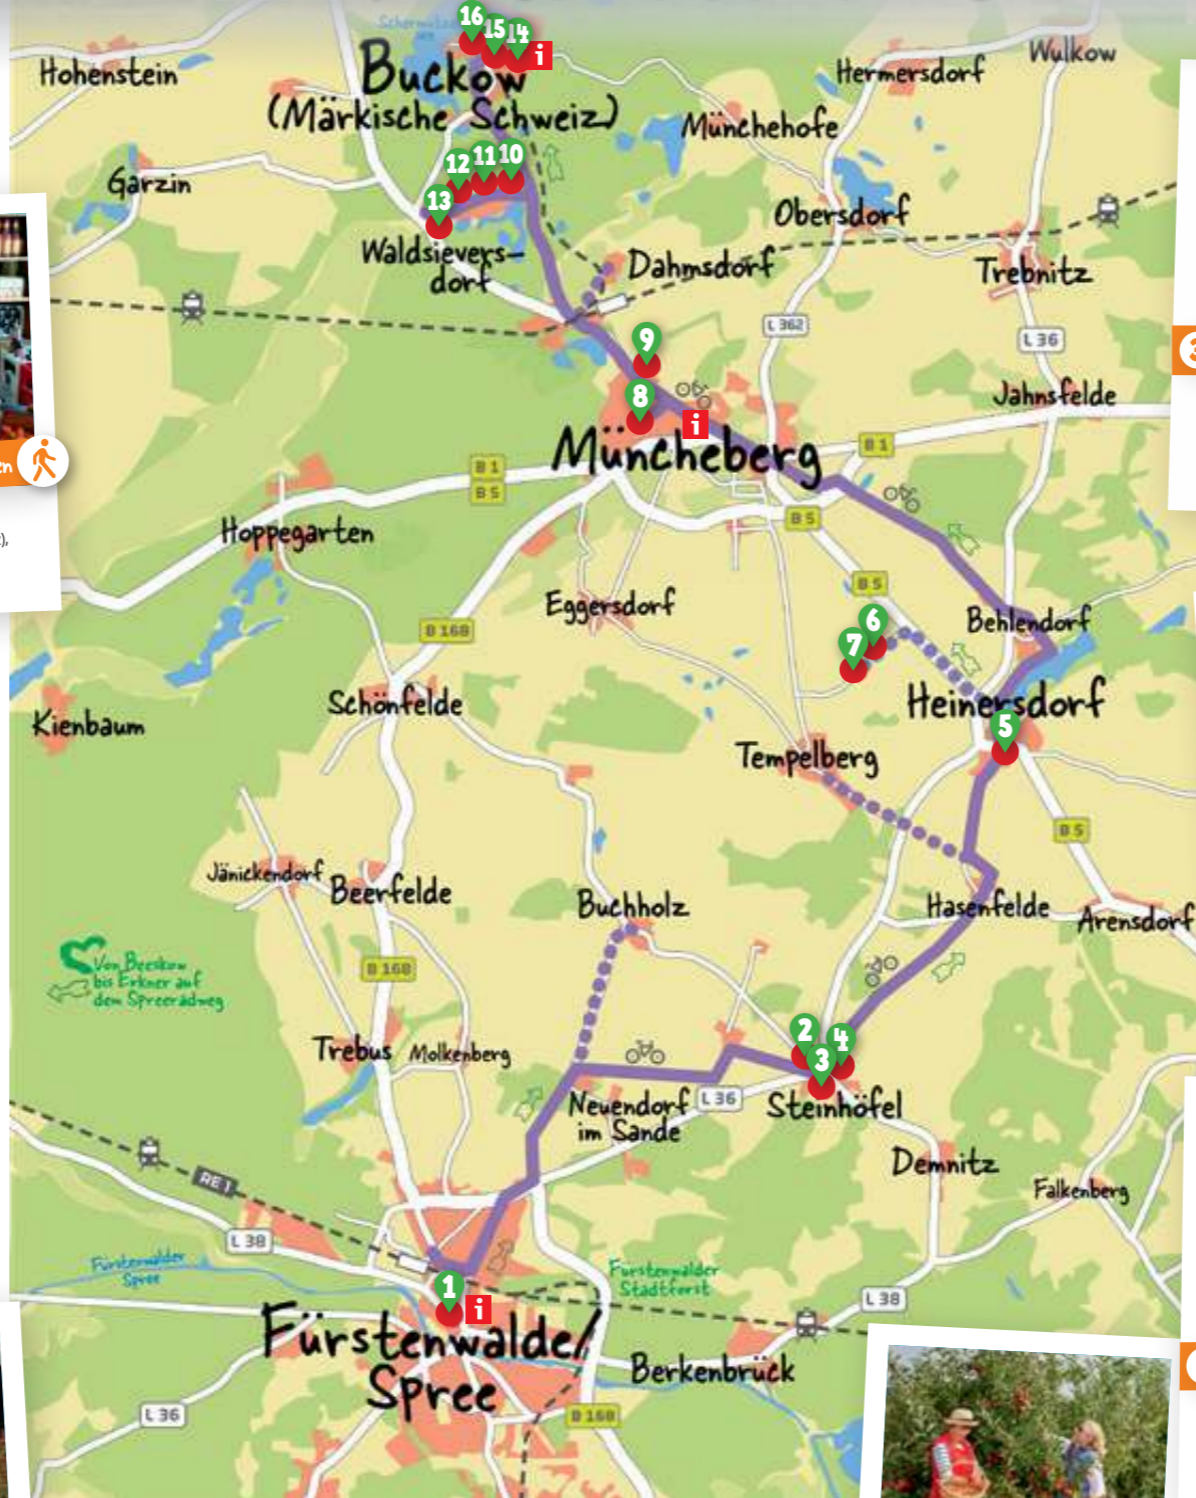 16
15
14
i
Hohenstein
Buckow
(Märkische Schweiz)
Hermersdorf
Wulkow
Münchehofe
Garzin
12
11
10
13
Waldsievers-
dorf
Obersdorf
Dahmsdorf
Trebnitz
L 362
L 36
9
8
i
Jahnsfelde
en
Müncheberg
B 1
B 1
B 5
B 5
),
Hoppegarten
B 5
Eggersdorf
B 168
6
7
Behlendorf
Kienbaum
Schönfelde
Heinersdorf
5
Tempelberg
B 5
Jänickendorf
Beerfelde
Buchholz
Hasenfelde
Arensdorf
Von Beeskow
bis Erkner auf
dem Spreeradweg
B 168
2
4
3
Trebus
Molkenberg
Neuendorf
im Sande
L 36
Steinhöfel
Demnitz
Falkenberg
RE 1
L 38
Fürstenwalder
Spree
Fürstenwalder
Stadtforst
1
i
L 38
Fürstenwalde/
Spree
Berkenbrück
L 36
B 168